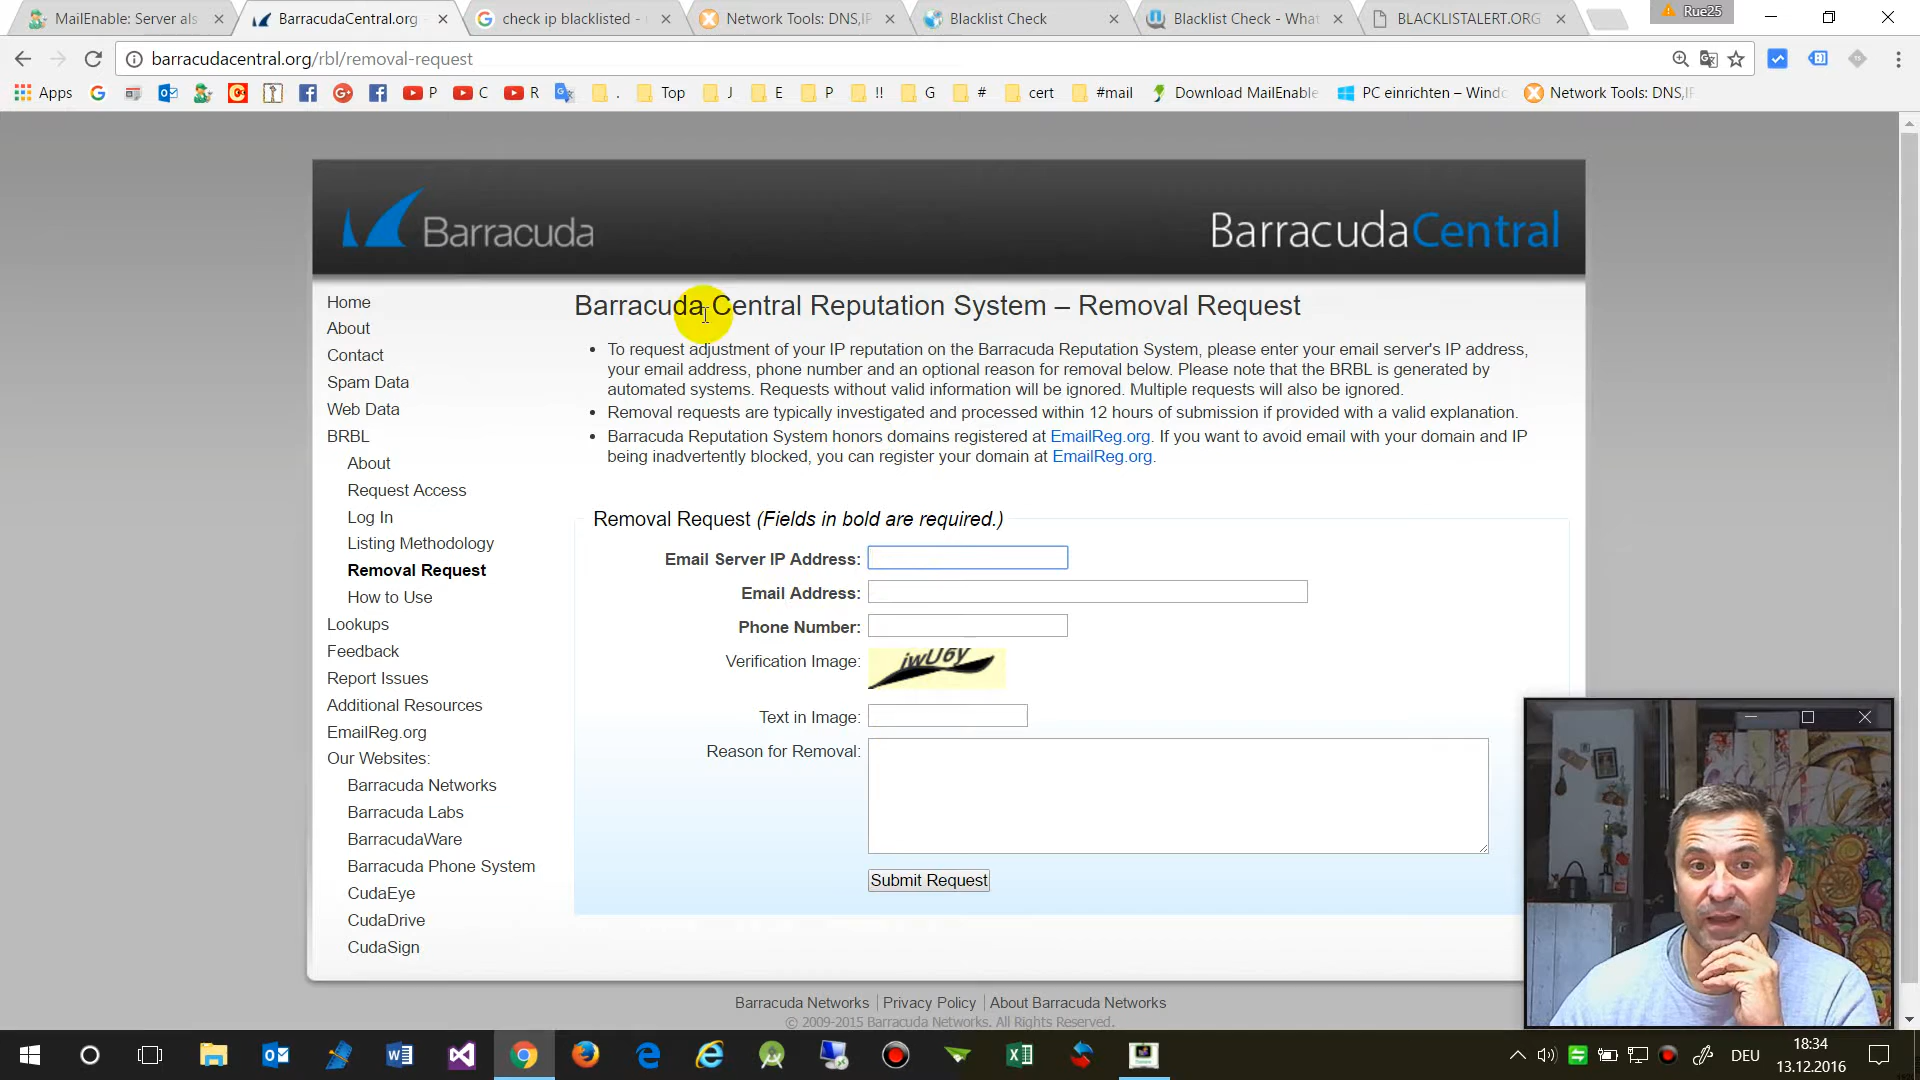 MailEnable: Server als
BarracudaCentral.org
check ip blacklisted -
Network Tools: DNS,IP
Blacklist Check
Blacklist Check - What
BLACKLISTALERT.ORG
Rue25
barracudacentral.org/rbl/removal-request
Apps
P
C
R
.
Top
J
E
P
!!
G
#
cert
#mail
Download MailEnable
PC einrichten – Windo
Network Tools: DNS,I
Barracuda
BarracudaCentral
Home
About
Contact
Spam Data
Web Data
BRBL
About
Request Access
Log In
Listing Methodology
Removal Request
How to Use
Lookups
Feedback
Report Issues
Additional Resources
EmailReg.org
Our Websites:
Barracuda Networks
Barracuda Labs
BarracudaWare
Barracuda Phone System
CudaEye
CudaDrive
CudaSign
Barracuda Central Reputation System – Removal Request
• To request adjustment of your IP reputation on the Barracuda Reputation System, please enter your email server's IP address,
your email address, phone number and an optional reason for removal below. Please note that the BRBL is generated by
automated systems. Requests without valid information will be ignored. Multiple requests will also be ignored.
• Removal requests are typically investigated and processed within 12 hours of submission if provided with a valid explanation.
• Barracuda Reputation System honors domains registered at EmailReg.org. If you want to avoid email with your domain and IP
being inadvertently blocked, you can register your domain at EmailReg.org.
Removal Request (Fields in bold are required.)
Email Server IP Address:
Email Address:
Phone Number:
Verification Image:
iwU6y
Text in Image:
Reason for Removal:
Submit Request
Barracuda Networks | Privacy Policy | About Barracuda Networks
© 2009-2015 Barracuda Networks. All Rights Reserved.
DEU
18:34
13.12.2016